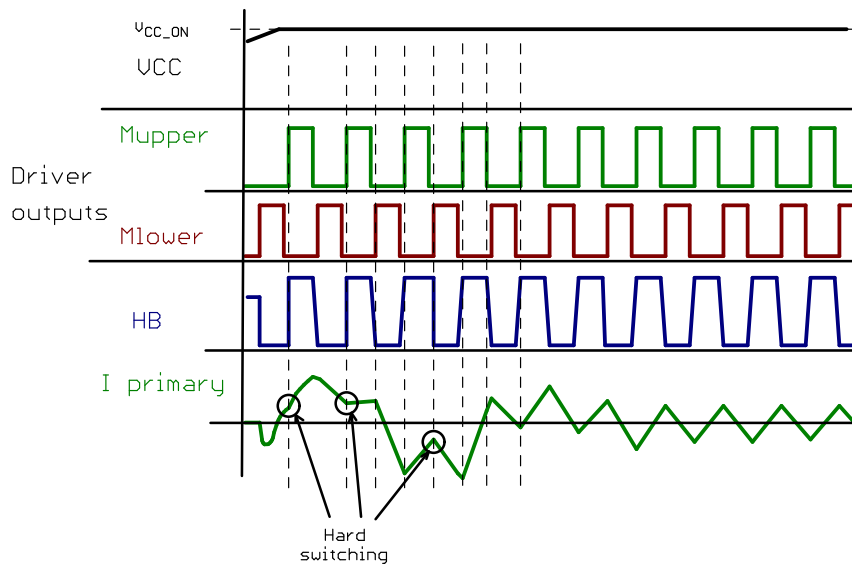 VCC_ON
VCC
Mupper
Driver
outputs
Mlower
HB
I primary
Hard
switching